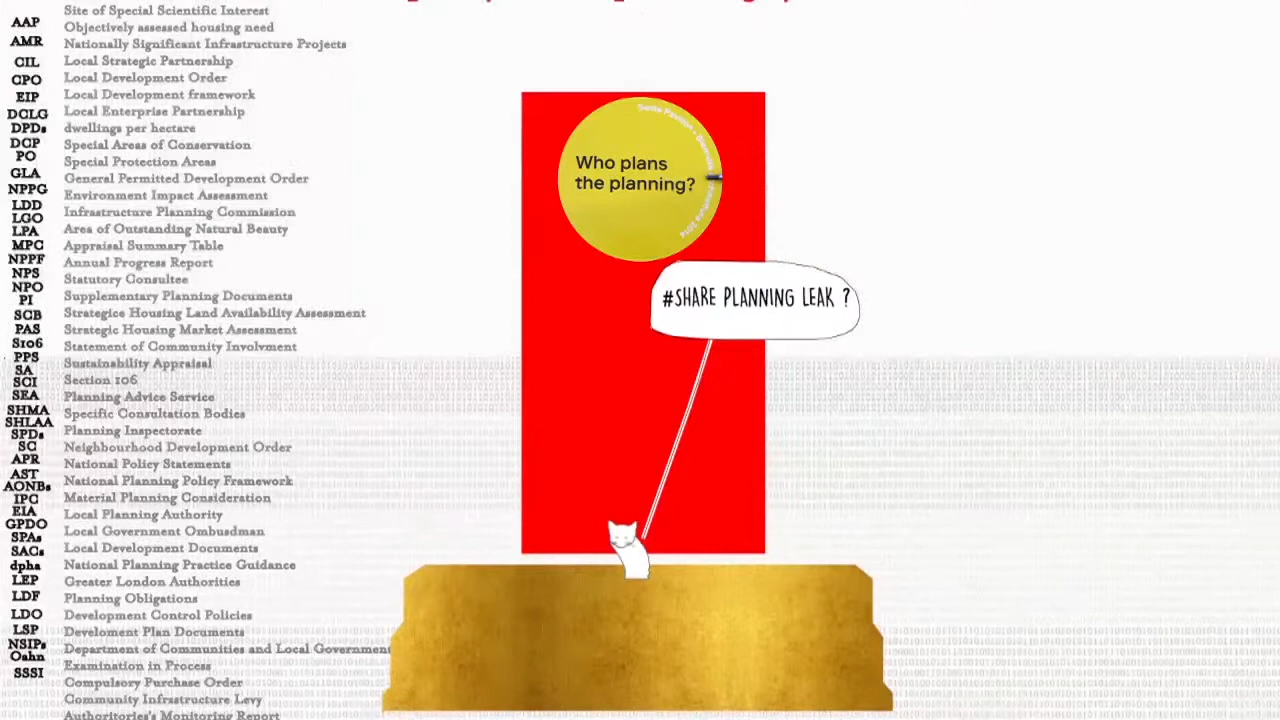 AAP
AMR
CIL
CPO
EIP
DCLG
DPDs
DCP
PO
GLA
NPPG
LDD
LGO
LPA
MPC
NPPF
NPS
NPO
PI
SCB
PAS
S106
PPS
SA
SCI
SEA
SHMA
SHLAA
SPDs
SC
APR
AST
AONBs
IPC
EIA
GPDO
SPAs
SACs
dpha
LEP
LDF
LDO
LSP
NSIPs
Oahn
SSSI
Site of Special Scientific Interest
Objectively assessed housing need
Nationally Significant Infrastructure Projects
Local Strategic Partnership
Local Development Order
Local Development framework
Local Enterprise Partnership
dwellings per hectare
Special Areas of Conservation
Special Protection Areas
General Permitted Development Order
Environment Impact Assessment
Infrastructure Planning Commission
Area of Outstanding Natural Beauty
Appraisal Summary Table
Annual Progress Report
Statutory Consultee
Supplementary Planning Documents
Strategice Housing Land Availability Assessment
Strategic Housing Market Assessment
Statement of Community Involvment
Sustainability Appraisal
Section 106
Planning Advice Service
Specific Consultation Bodies
Planning Inspectorate
Neighbourhood Development Order
National Policy Statements
National Planning Policy Framework
Material Planning Consideration
Local Planning Authority
Local Government Ombudsman
Local Development Documents
National Planning Practice Guidance
Greater London Authorities
Planning Obligations
Development Control Policies
Develoment Plan Documents
Department of Communities and Local Government
Examination in Process
Compulsory Purchase Order
Community Infrastructure Levy
Authoritories's Monitoring Report
Who plans
the planning?
#SHARE PLANNING LEAK ?